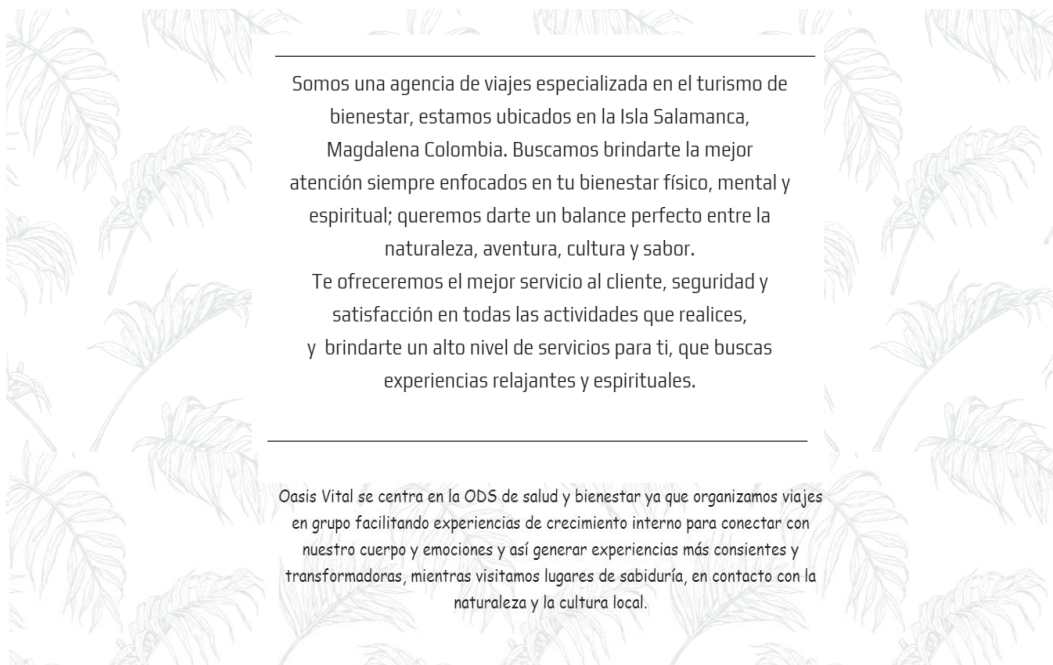 Somos una agencia de viajes especializada en el turismo de
bienestar, estamos ubicados en la Isla Salamanca,
Magdalena Colombia. Buscamos brindarte la mejor
atención siempre enfocados en tu bienestar físico, mental y
espiritual; queremos darte un balance perfecto entre la
naturaleza, aventura, cultura y sabor.
Te ofreceremos el mejor servicio al cliente, seguridad y
satisfacción en todas las actividades que realices,
y  brindarte un alto nivel de servicios para ti, que buscas
experiencias relajantes y espirituales.
Oasis Vital se centra en la ODS de salud y bienestar ya que organizamos viajes
en grupo facilitando experiencias de crecimiento interno para conectar con
nuestro cuerpo y emociones y así generar experiencias más consientes y
transformadoras, mientras visitamos lugares de sabiduría, en contacto con la
naturaleza y la cultura local.